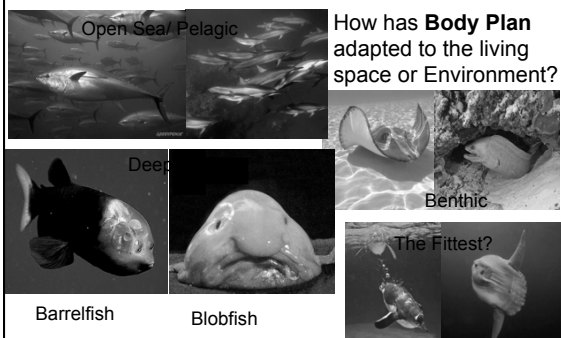 Open Sea/ Pelagic
How has Body Plan
adapted to the living
space or Environment?
GREENPEACE
Deep
Benthic
The Fittest?
Barrelfish
Blobfish